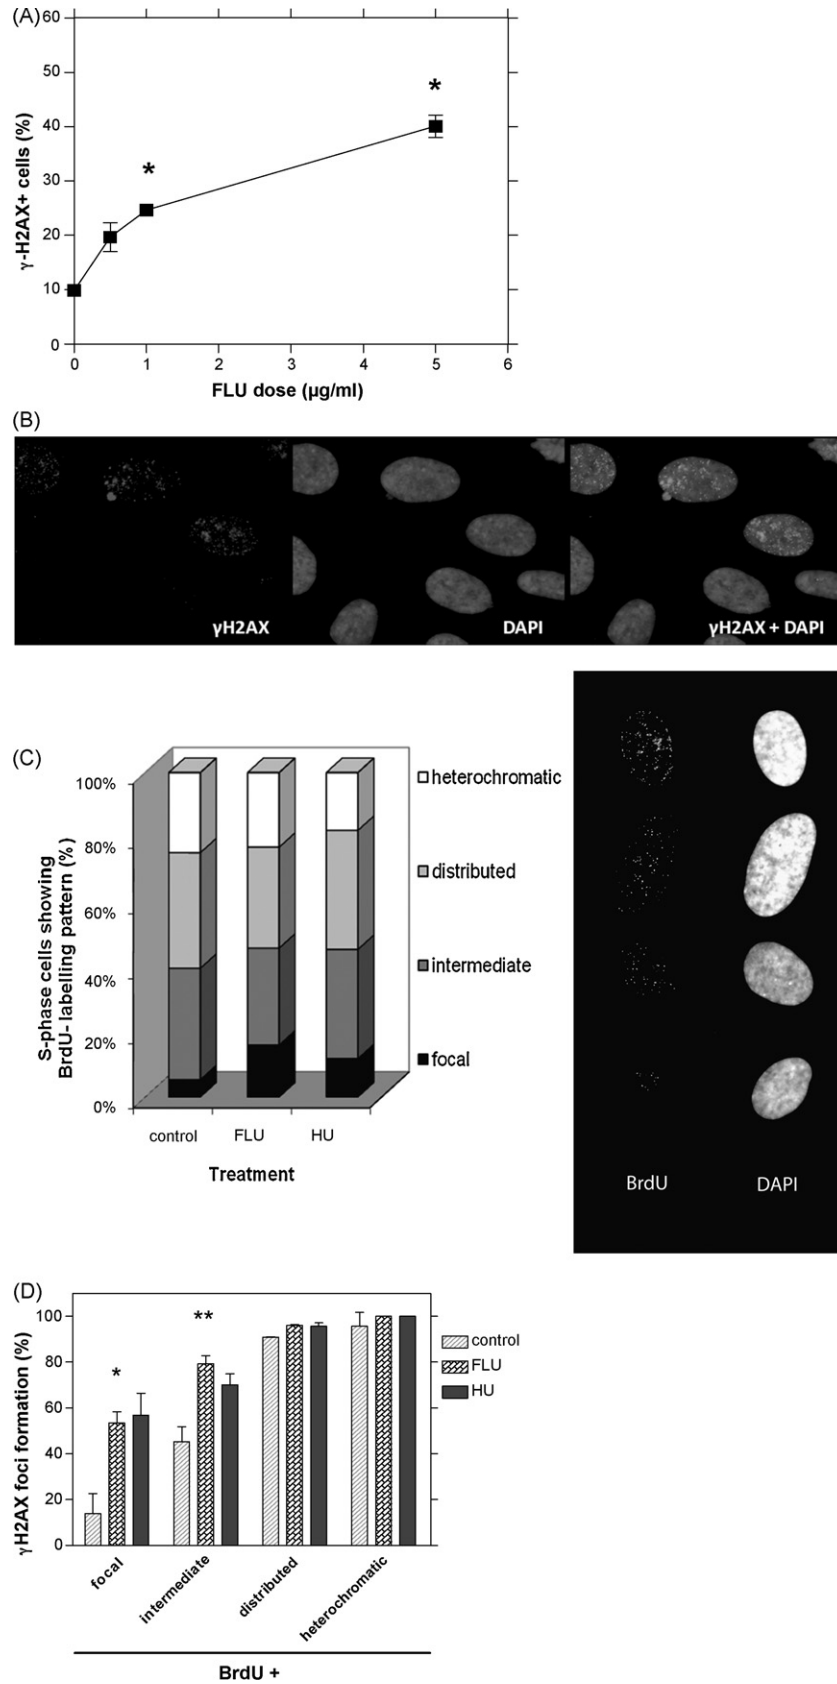 (A)
60
50
40
30
20
10
0
γ-H2AX+ cells (%)
*
*
0 1 2 3 4 5 6
FLU dose (µg/ml)
(B)
γH2AX
DAPI
γH2AX + DAPI
(C)
100%
80%
60%
40%
20%
0%
S-phase cells showing
BrdU- labelling pattern (%)
heterochromatic
distributed
intermediate
focal
control FLU HU
Treatment
BrdU DAPI
(D)
100
80
60
40
20
0
γH2AX foci formation (%)
*
**
control
FLU
HU
focal
intermediate
distributed
heterochromatic
BrdU +